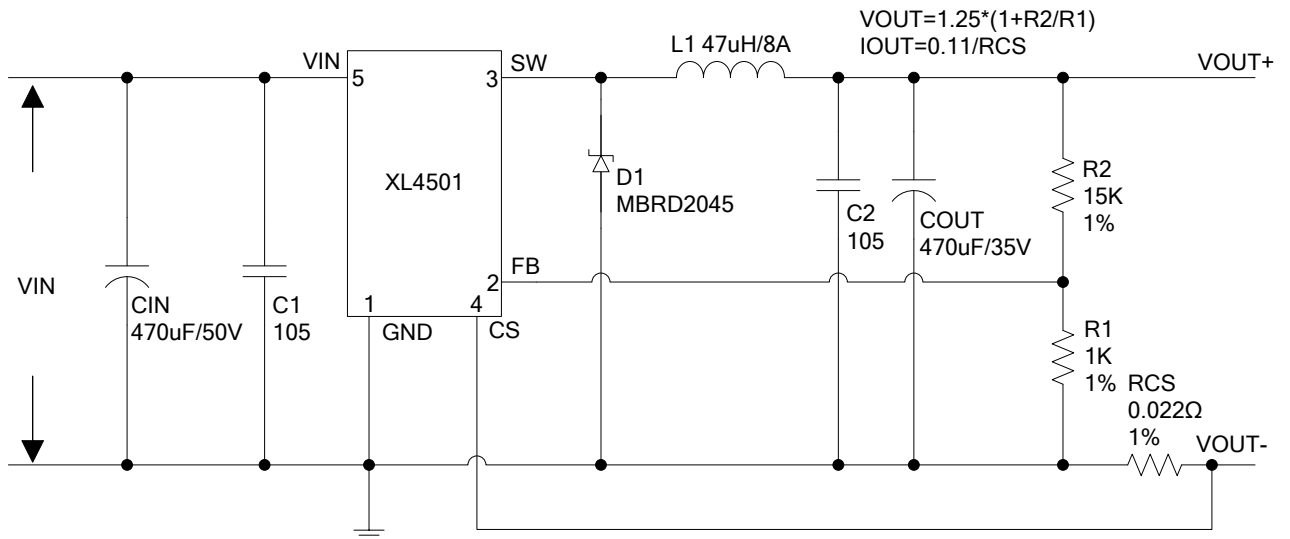 VOUT=1.25*(1+R2/R1)
IOUT=0.11/RCS
L1 47uH/8A
VIN
SW
VOUT+
5
3
XL4501
D1
MBRD2045
R2
15K
1%
C2
105
COUT
470uF/35V
FB
2
VIN
CIN
470uF/50V
C1
105
1
4
GND
CS
R1
1K
1%
RCS
0.022Ω
1%
VOUT-